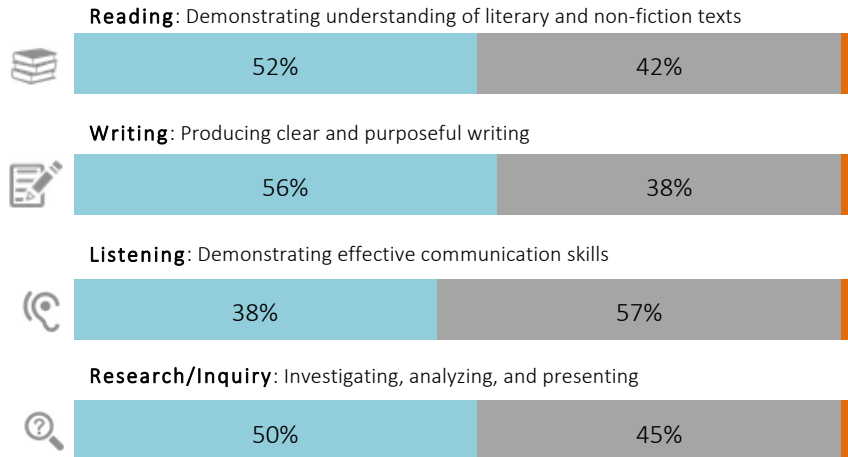 Reading: Demonstrating understanding of literary and non-fiction texts
52% 42%
Writing: Producing clear and purposeful writing
56% 38%
Listening: Demonstrating effective communication skills
38% 57%
Research/Inquiry: Investigating, analyzing, and presenting
? 50% 45%